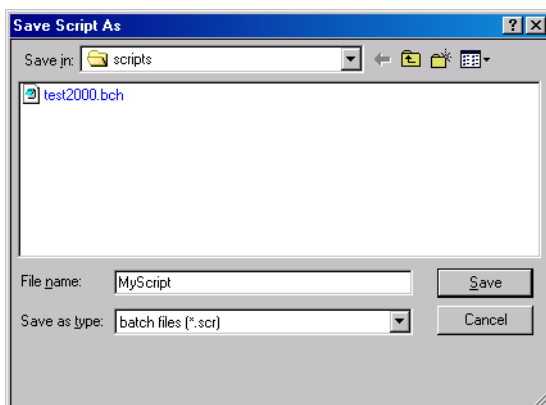 Save Script As
Save in: scripts
test2000.bch
File name: MyScript Save
Save as type: batch files (*.scr) Cancel